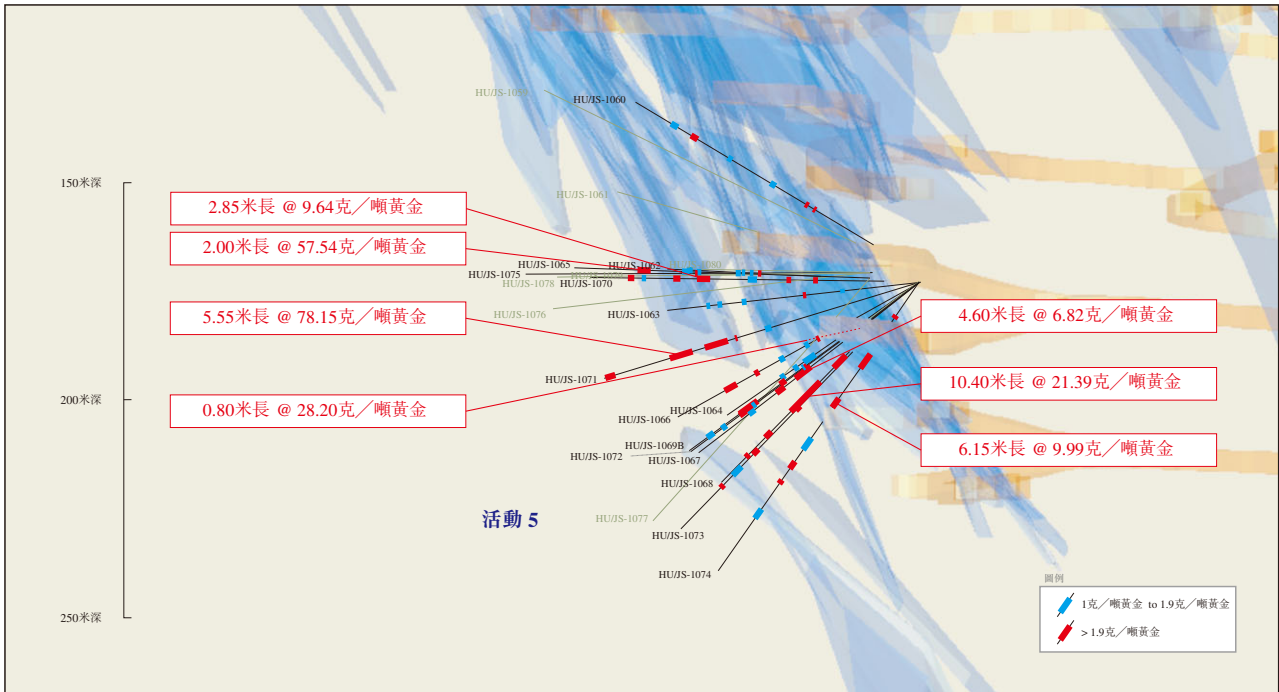 HU/JS-1059
HU/JS-1060
150米深
HU/JS-1061
2.85米長 @ 9.64克／噸黃金
2.00米長 @ 57.54克／噸黃金
HU/JS-1065
HU/JS-1062
HU/JS-1080
HU/JS-1075
HU/JS-1078
HU/JS-1070
HU/JS-1076
HU/JS-1063
5.55米長 @ 78.15克／噸黃金
4.60米長 @ 6.82克／噸黃金
HU/JS-1071
10.40米長 @ 21.39克／噸黃金
200米深
0.80米長 @ 28.20克／噸黃金
HU/JS-1064
HU/JS-1066
6.15米長 @ 9.99克／噸黃金
HU/JS-1069B
HU/JS-1072
HU/JS-1067
HU/JS-1068
活動 5
HU/JS-1077
HU/JS-1073
HU/JS-1074
圖例
1克／噸黃金 to 1.9克／噸黃金
> 1.9克／噸黃金
250米深